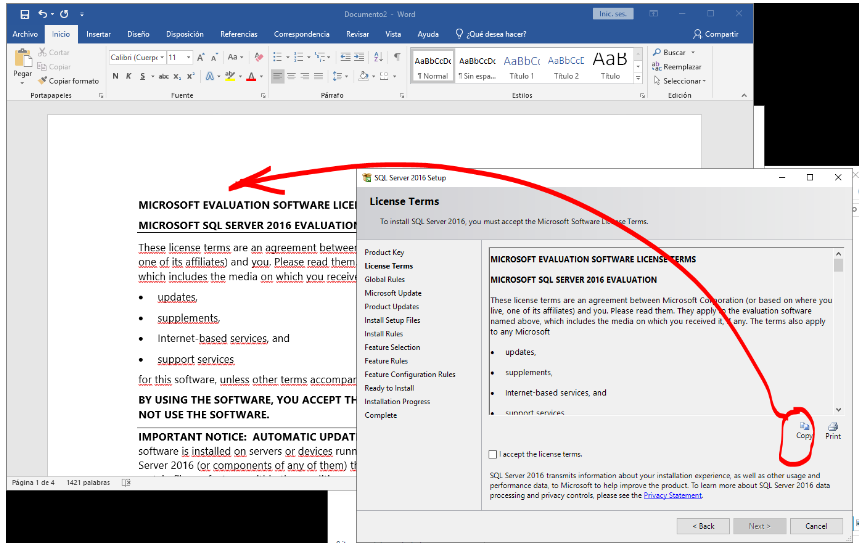 Documento2 - Word
Inic. ses.
Archivo Inicio Insertar Diseño Disposición Referencias Correspondencia Revisar Vista Ayuda ¿Qué desea hacer? Compartir
Pegar
Cortar
Copiar
Copiar formato
Portapapeles
Calibri (Cuerp 11
A A Aa
N K S abc X₂ X²
Fuente
Párrafo
AaBbCcDc AaBbCcDc AaBbCc AaBbCcC AaB
¶ Normal ¶ Sin espa... Título 1 Título 2 Título
Estilos
Buscar
Reemplazar
Seleccionar
Edición
MICROSOFT EVALUATION SOFTWARE
MICROSOFT SQL SERVER 2016 EVALUATION
These license terms are an agreement between
one of its affiliates) and you. Please read them.
which includes the media on which you receive
• updates,
• supplements,
• Internet-based services, and
• support services
for this software, unless other terms accompan
BY USING THE SOFTWARE, YOU ACCEPT TH
NOT USE THE SOFTWARE.
IMPORTANT NOTICE: AUTOMATIC UPDAT
software is installed on servers or devices runn
Server 2016 (or components of any of them) th
Página 1 de 4 1421 palabras
SQL Server 2016 Setup
License Terms
To install SQL Server 2016, you must accept the Microsoft Software License Terms.
Product Key
License Terms
Global Rules
Microsoft Update
Product Updates
Install Setup Files
Install Rules
Feature Selection
Feature Rules
Feature Configuration Rules
Ready to Install
Installation Progress
Complete
MICROSOFT EVALUATION SOFTWARE LICENSE TERMS
MICROSOFT SQL SERVER 2016 EVALUATION
These license terms are an agreement between Microsoft Corporation (or based on where you
live, one of its affiliates) and you. Please read them. They apply to the evaluation software
named above, which includes the media on which you received it, if any. The terms also apply
to any Microsoft
• updates,
• supplements,
• Internet-based services, and
• support services
Copy Print
I accept the license terms.
SQL Server 2016 transmits information about your installation experience, as well as other usage and
performance data, to Microsoft to help improve the product. To learn more about SQL Server 2016 data
processing and privacy controls, please see the Privacy Statement.
< Back Next > Cancel